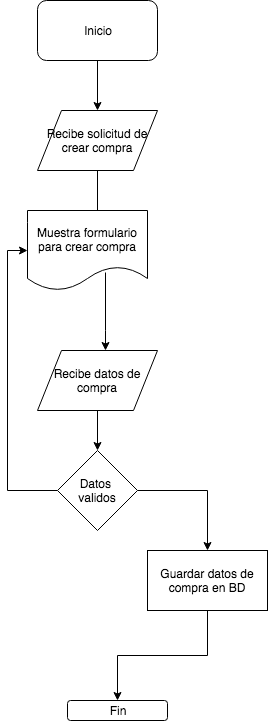 Inicio
Recibe solicitud de
crear compra
Muestra formulario
para crear compra
Recibe datos de
compra
Datos
validos
Guardar datos de
compra en BD
Fin